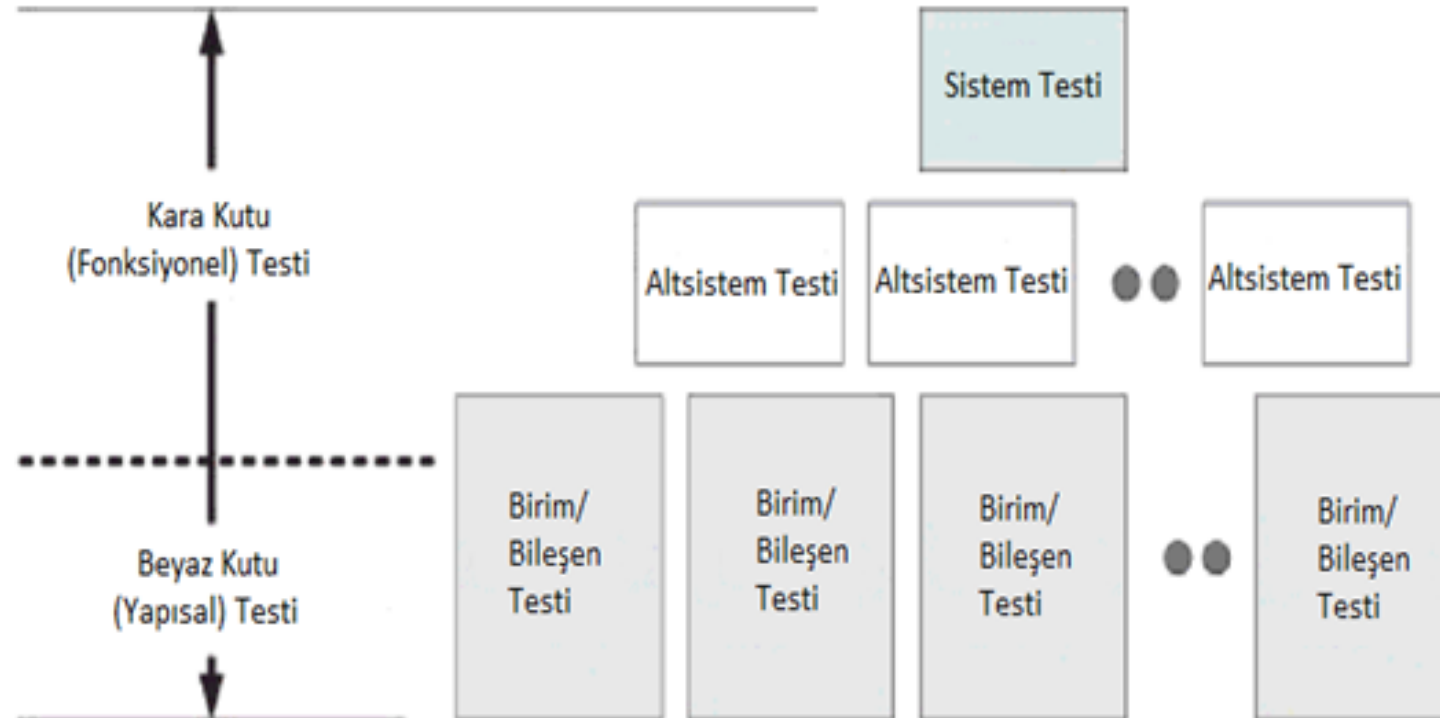 Sistem Testi
Kara Kutu
(Fonksiyonel) Testi
Altsistem Testi
Altsistem Testi
Altsistem Testi
Beyaz Kutu
(Yapısal) Testi
Birim/
Bileşen
Testi
Birim/
Bileşen
Testi
Birim/
Bileşen
Testi
Birim/
Bileşen
Testi